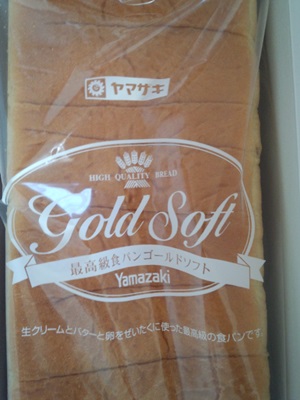 ヤマザキ
HIGH QUALITY BREAD
Gold Soft
最高級食パンゴールドソフト
Yamazaki
生クリームとバターと卵をぜいたくに使った最高級の食パンです。